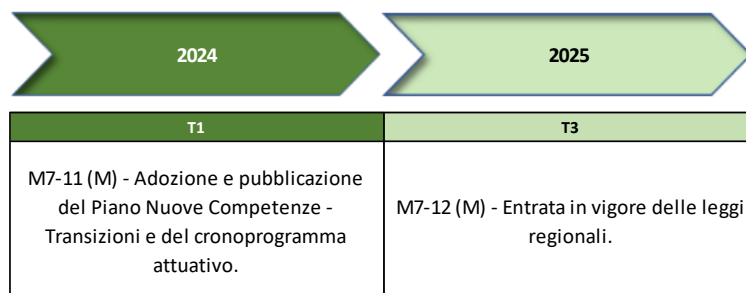 2024
2025
T1
T3
M7-11 (M) - Adozione e pubblicazione
del Piano Nuove Competenze -
Transizioni e del cronoprogramma
attuativo.
M7-12 (M) - Entrata in vigore delle leggi
regionali.